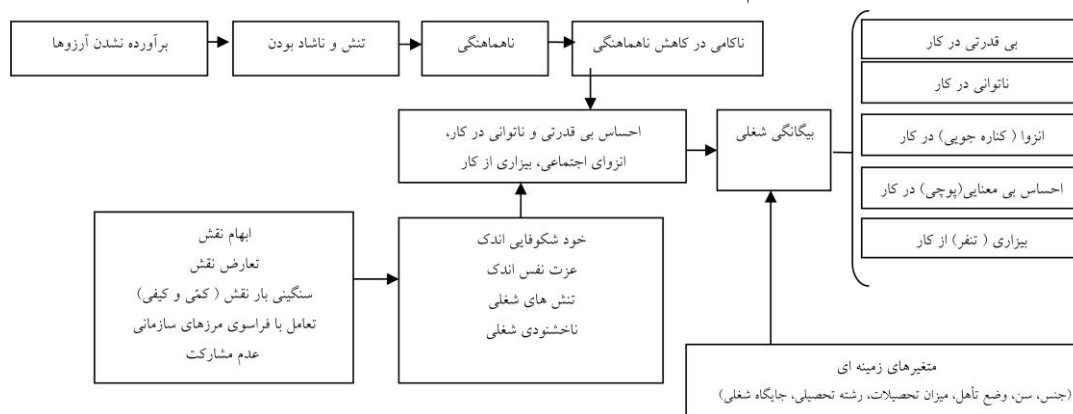 برآورده نشدن آرزوها
تنش و ناشاد بودن
ناهماهنگی
ناکامی در کاهش ناهماهنگی
احساس بی قدرتی و ناتوانی در کار،
انزوای اجتماعی، بیزاری از کار
بیگانگی شغلی
بی قدرتی در کار
ناتوانی در کار
انزوا ( کناره جویی) در کار
احساس بی معنایی(پوچی) در کار
بیزاری ( تنفر) از کار
ابهام نقش
تعارض نقش
سنگینی بار نقش ( کمّی و کیفی)
تعامل با فراسوی مرزهای سازمانی
عدم مشارکت
خود شکوفایی اندک
عزت نفس اندک
تنش های شغلی
ناخشنودی شغلی
متغیرهای زمینه ای
(جنس، سن، وضع تأهل، میزان تحصیلات، رشته تحصیلی، جایگاه شغلی)